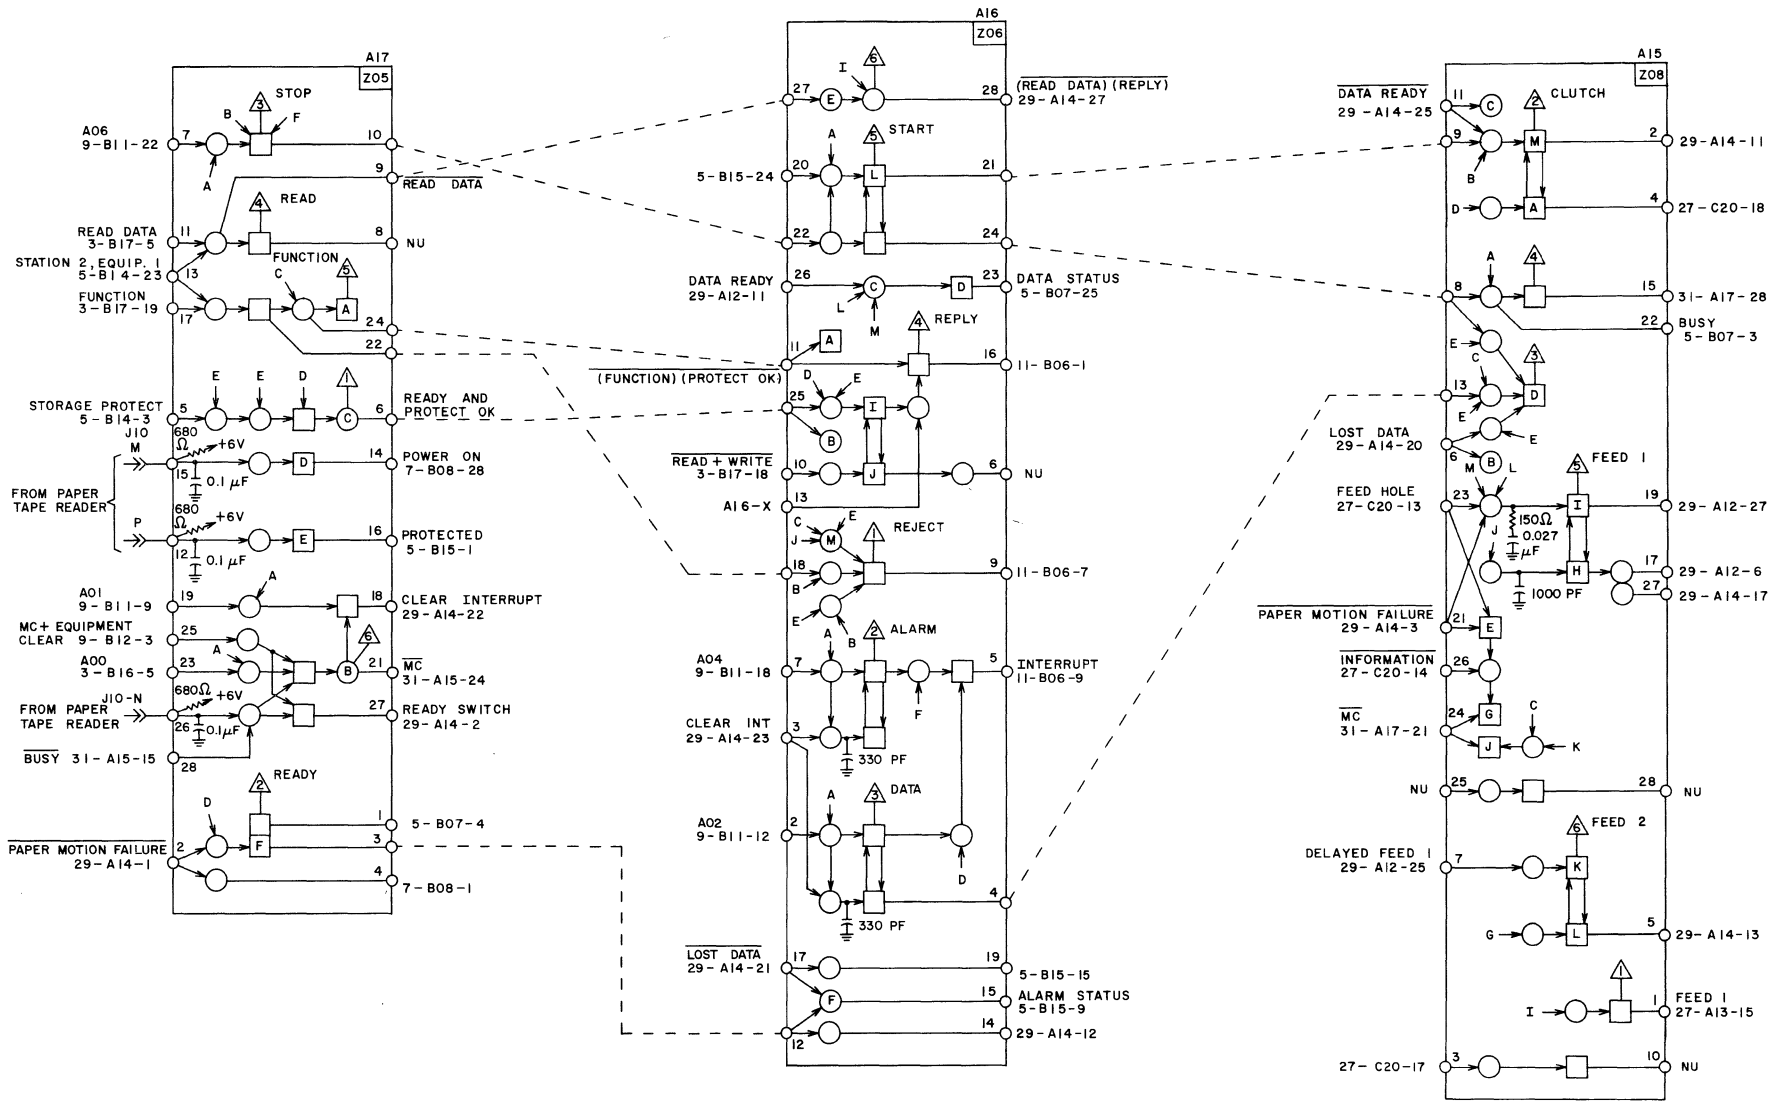 A17
Z05
STOP
3
B
F
A06
9-B11-22
7
10
A
9
READ DATA
4
READ
READ DATA
3-B17-5
11
8
NU
STATION 2, EQUIP. 1
5-B14-23
13
FUNCTION
5
C
FUNCTION
3-B17-19
17
A
24
22
E
E
D
1
STORAGE PROTECT
5-B14-3
5
C
6
READY AND
PROTECT OK
J10
M
680
Ω
+6V
15
0.1 µF
D
14
POWER ON
7-B08-28
FROM PAPER
TAPE READER
P
680
Ω
+6V
12
0.1 µF
E
16
PROTECTED
5-B15-1
A01
9-B11-9
19
A
18
CLEAR INTERRUPT
29-A14-22
MC+ EQUIPMENT
CLEAR 9-B12-3
25
6
A00
3-B16-5
23
A
B
21
MC
31-A15-24
J10-N
680Ω
+6V
FROM PAPER
TAPE READER
26
0.1µF
27
READY SWITCH
29-A14-2
BUSY 31-A15-15
28
2
READY
D
1
5-B07-4
F
3
PAPER MOTION FAILURE
29-A14-1
2
4
7-B08-1
A16
Z06
6
I
27
E
28
(READ DATA) (REPLY)
29-A14-27
A
5
START
5-B15-24
20
L
21
22
24
DATA READY
29-A12-11
26
C
L
M
D
23
DATA STATUS
5-B07-25
A
4
REPLY
11
16
11-B06-1
(FUNCTION) (PROTECT OK)
D
E
25
I
B
READ + WRITE
3-B17-18
10
J
6
NU
A16-X
13
C
E
J
M
1
REJECT
18
B
9
11-B06-7
E
B
A
2
ALARM
A04
9-B11-18
7
F
5
INTERRUPT
11-B06-9
CLEAR INT
29-A14-23
3
330 PF
A
3
DATA
A02
9-B11-12
2
D
4
330 PF
LOST DATA
29-A14-21
17
19
5-B15-15
F
15
ALARM STATUS
5-B15-9
12
14
29-A14-12
A15
Z08
DATA READY
29-A14-25
11
C
2
CLUTCH
9
B
M
2
29-A14-11
D
A
4
27-C20-18
A
4
8
15
31-A17-28
22
BUSY
5-B07-3
E
C
3
13
E
D
LOST DATA
29-A14-20
6
E
B
M
L
5
FEED 1
FEED HOLE
27-C20-13
23
I
19
29-A12-27
150Ω
0.027
µF
J
H
17
29-A12-6
27
29-A14-17
1000 PF
PAPER MOTION FAILURE
29-A14-3
21
E
INFORMATION
27-C20-14
26
MC
31-A17-21
24
G
C
J
K
NU
25
28
NU
6
FEED 2
DELAYED FEED 1
29-A12-25
7
K
G
L
5
29-A14-13
1
I
1
FEED 1
27-A13-15
27-C20-17
3
10
NU